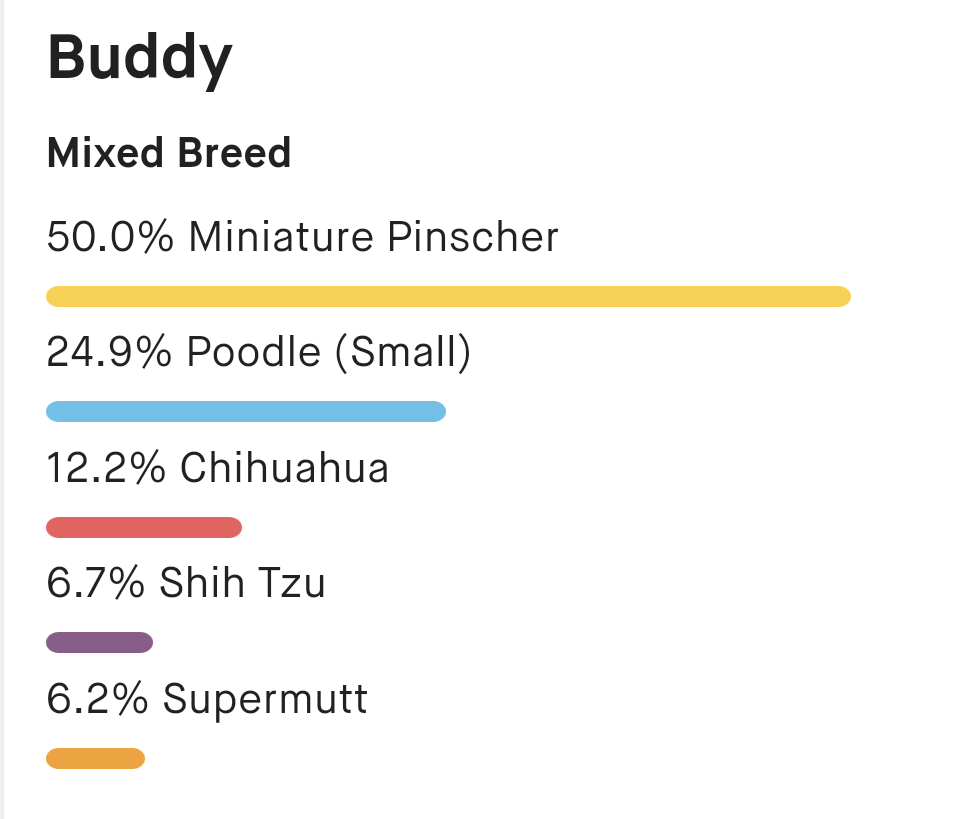 Buddy
Mixed Breed
50.0% Miniature Pinscher
24.9% Poodle (Small)
12.2% Chihuahua
6.7% Shih Tzu
6.2% Supermutt